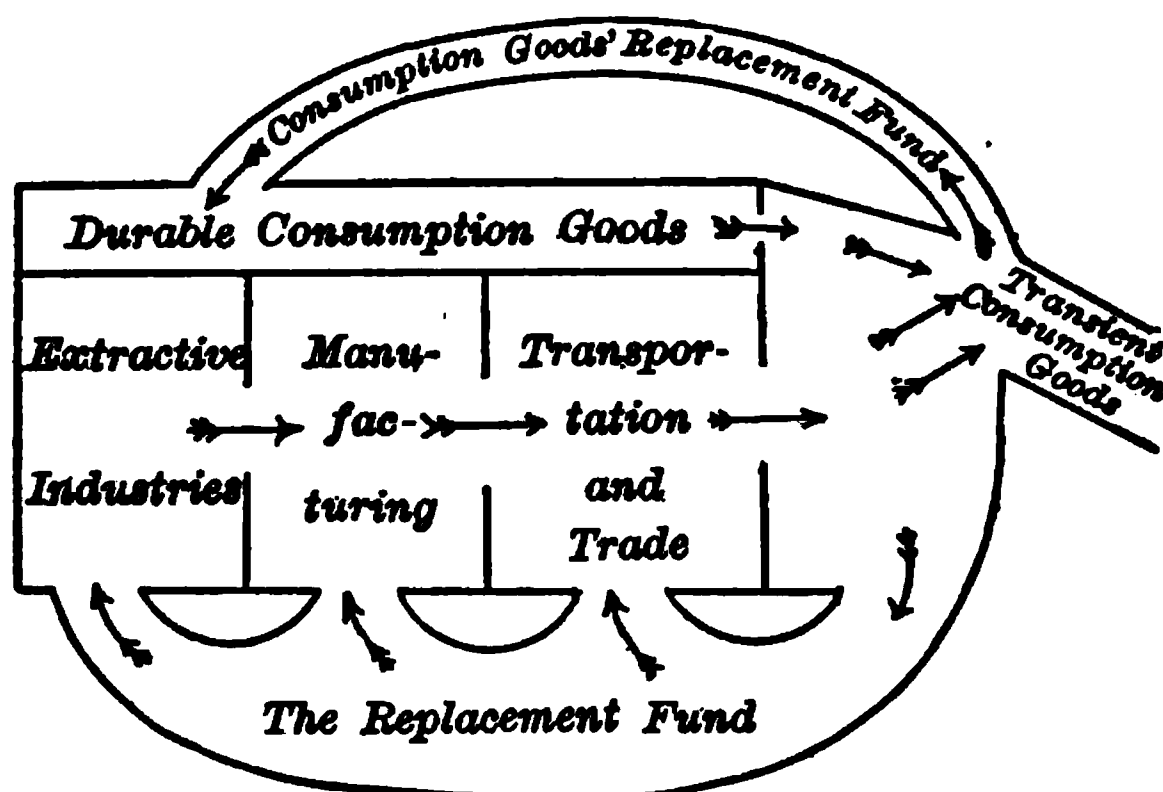 Consumption Goods' Replacement Fund
Durable Consumption Goods
Extractive
Industries
Manu-
fac-
turing
Transpor-
tation
and
Trade
Transient
Consumption
Goods
The Replacement Fund